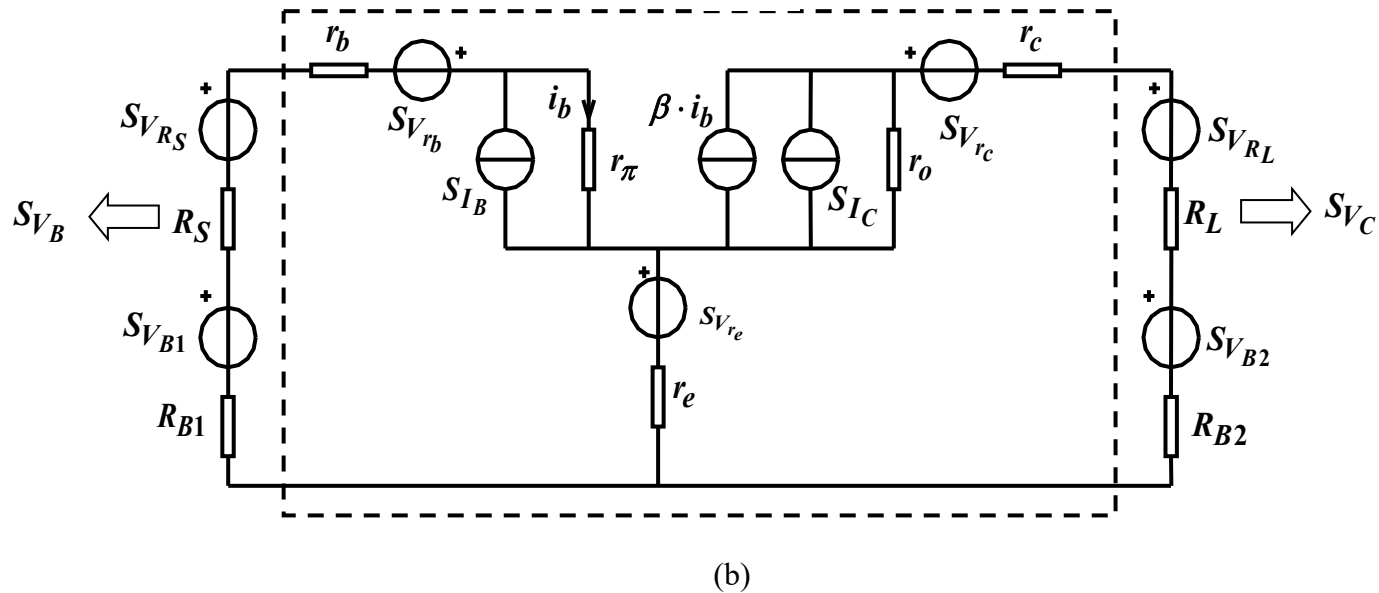 r_b
S_{V_{r_b}}
+
i_b
β · i_b
+
S_{V_{r_c}}
r_c
+
S_{V_{R_S}}
S_{I_B}
r_π
S_{I_C}
r_o
+
S_{V_{R_L}}
S_{V_B}
R_S
R_L
S_{V_C}
+
S_{V_{B1}}
+
S_{V_{r_e}}
+
S_{V_{B2}}
R_{B1}
r_e
R_{B2}
(b)